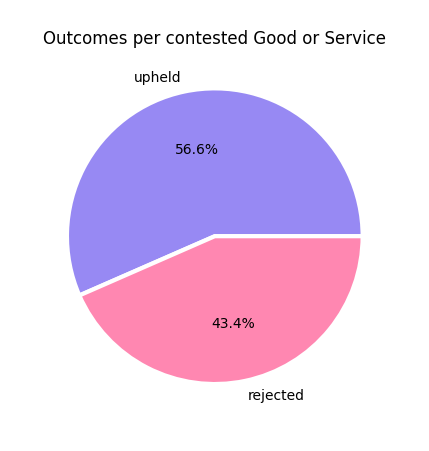 Outcomes per contested Good or Service
upheld
56.6%
43.4%
rejected